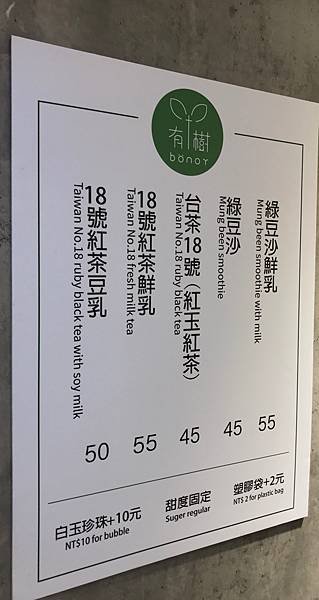 有樹
bönor
綠豆沙鮮乳
Mung been smoothie with milk
55
綠豆沙
Mung been smoothie
45
台茶18號（紅玉紅茶）
Taiwan No.18 ruby black tea
45
18號紅茶鮮乳
Taiwan No.18 fresh milk tea
55
18號紅茶豆乳
Taiwan No.18 ruby black tea with soy milk
50
白玉珍珠+10元
NT$10 for bubble
甜度固定
Suger regular
塑膠袋+2元
NT$ 2 for plastic bag